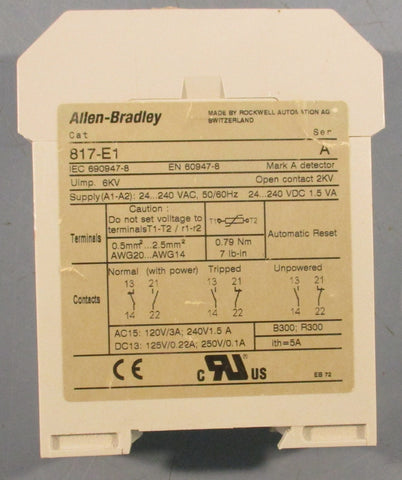 Allen-Bradley
MADE BY ROCKWELL AUTOMATION AG
SWITZERLAND
Cat
Ser
817-E1
A
IEC 690947-8 EN 60947-8 Mark A detector
Uimp. 6KV Open contact 2KV
Supply(A1-A2): 24...240 VAC, 50/60Hz 24...240 VDC 1.5 VA
Terminals
Caution :
Do not set voltage to
terminalsT1-T2 / r1-r2
0.5mm²...2.5mm²
AWG20...AWG14
T1 T2
0.79 Nm
7 lb-in
Automatic Reset
Contacts
Normal (with power) Tripped Unpowered
13 21 13 21 13 21
14 22 14 22 14 22
AC15: 120V/3A; 240V1.5 A
DC13: 125V/0.22A; 250V/0.1A
B300; R300
ith=5A
CE
C UR ® US
EB 72